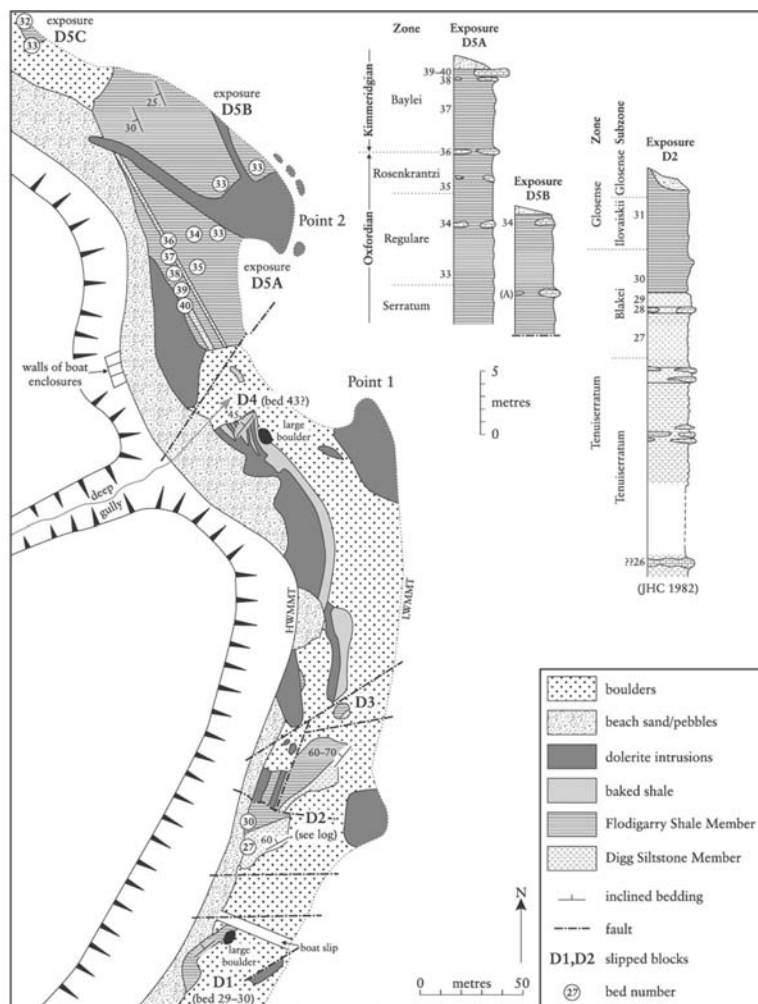 32
33
exposure
D5C
25
30
exposure
D5B
33
33
Point 2
36
34
33
37
35
38
39
40
exposure
D5A
walls of boat
enclosures
Point 1
D4 (bed 43?)
45
large
boulder
deep
gully
HWMMT
LWMMT
D3
60–70
30
D2
(see log)
27
60
boat slip
large
boulder
D1
(bed 29–30)
N
0 metres 50
Zone
Exposure
D5A
Kimmeridgian
Oxfordian
Baylei
Rosenkrantzi
Regulare
Serratum
39–40
38
37
36
35
34
33
Exposure
D5B
34
(A)
5
metres
0
Zone
Subzone
Exposure
D2
Glosense
Glosense
Ilovaiskii
Blakei
Tenuiserratum
Tenuiserratum
31
30
29
28
27
??26
(JHC 1982)
boulders
beach sand/pebbles
dolerite intrusions
baked shale
Flodigarry Shale Member
Digg Siltstone Member
inclined bedding
fault
D1,D2 slipped blocks
27 bed number